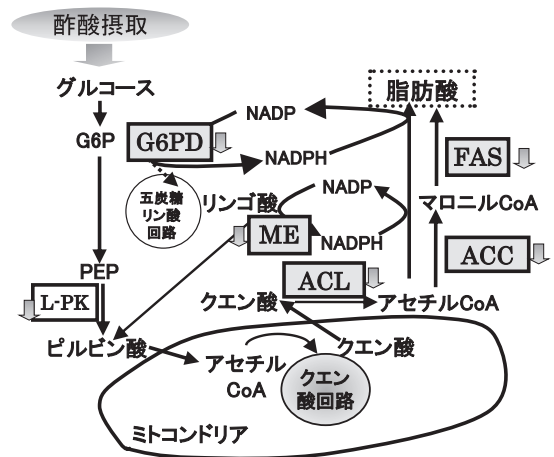 酢酸摂取
グルコース
脂肪酸
NADP
G6P
G6PD
NADPH
FAS
五炭糖
リン酸
回路
リンゴ酸
NADP
マロニルCoA
ME
NADPH
ACC
PEP
ACL
L-PK
クエン酸
アセチルCoA
ピルビン酸
アセチル
CoA
クエン酸
クエン
酸回路
ミトコンドリア